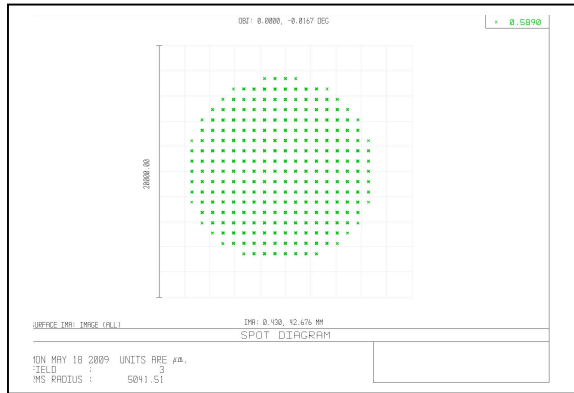 OBJ: 0.0000, -0.0167 DEG
× 0.5890
20000.00
SURFACE IMA: IMAGE (ALL)
IMA: 0.430, 42.676 MM
SPOT DIAGRAM
MON MAY 18 2009 UNITS ARE µm.
FIELD : 3
RMS RADIUS : 5041.51